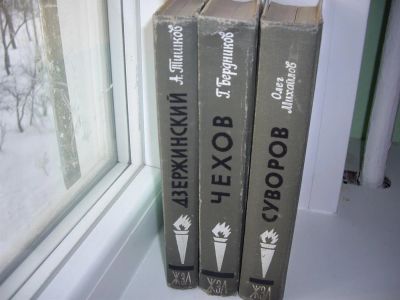 А. Тишков
ДЗЕРЖИНСКИЙ
ЖЗЛ
Г. Бердников
ЧЕХОВ
ЖЗЛ
Олег
Михайлов
СУВОРОВ
ЖЗЛ